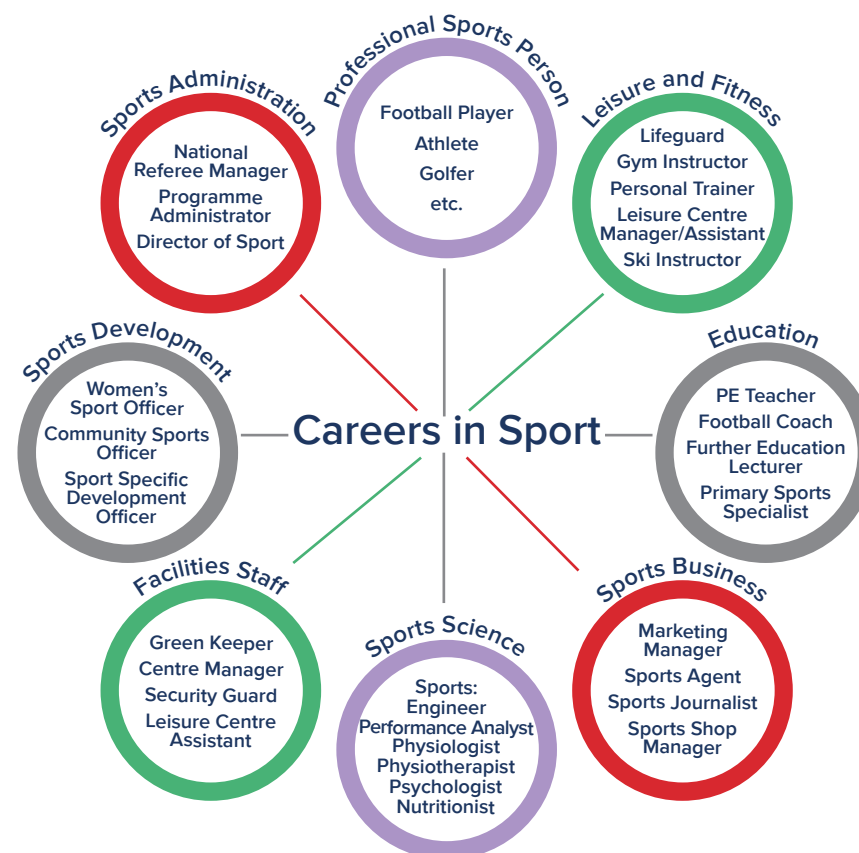 Professional Sports Person
Football Player
Athlete
Golfer
etc.
Sports Administration
National
Referee Manager
Programme
Administrator
Director of Sport
Leisure and Fitness
Lifeguard
Gym Instructor
Personal Trainer
Leisure Centre
Manager/Assistant
Ski Instructor
Sports Development
Women's
Sport Officer
Community Sports
Officer
Sport Specific
Development
Officer
Careers in Sport
Education
PE Teacher
Football Coach
Further Education
Lecturer
Primary Sports
Specialist
Facilities Staff
Green Keeper
Centre Manager
Security Guard
Leisure Centre
Assistant
Sports Science
Sports:
Engineer
Performance Analyst
Physiologist
Physiotherapist
Psychologist
Nutritionist
Sports Business
Marketing
Manager
Sports Agent
Sports Journalist
Sports Shop
Manager